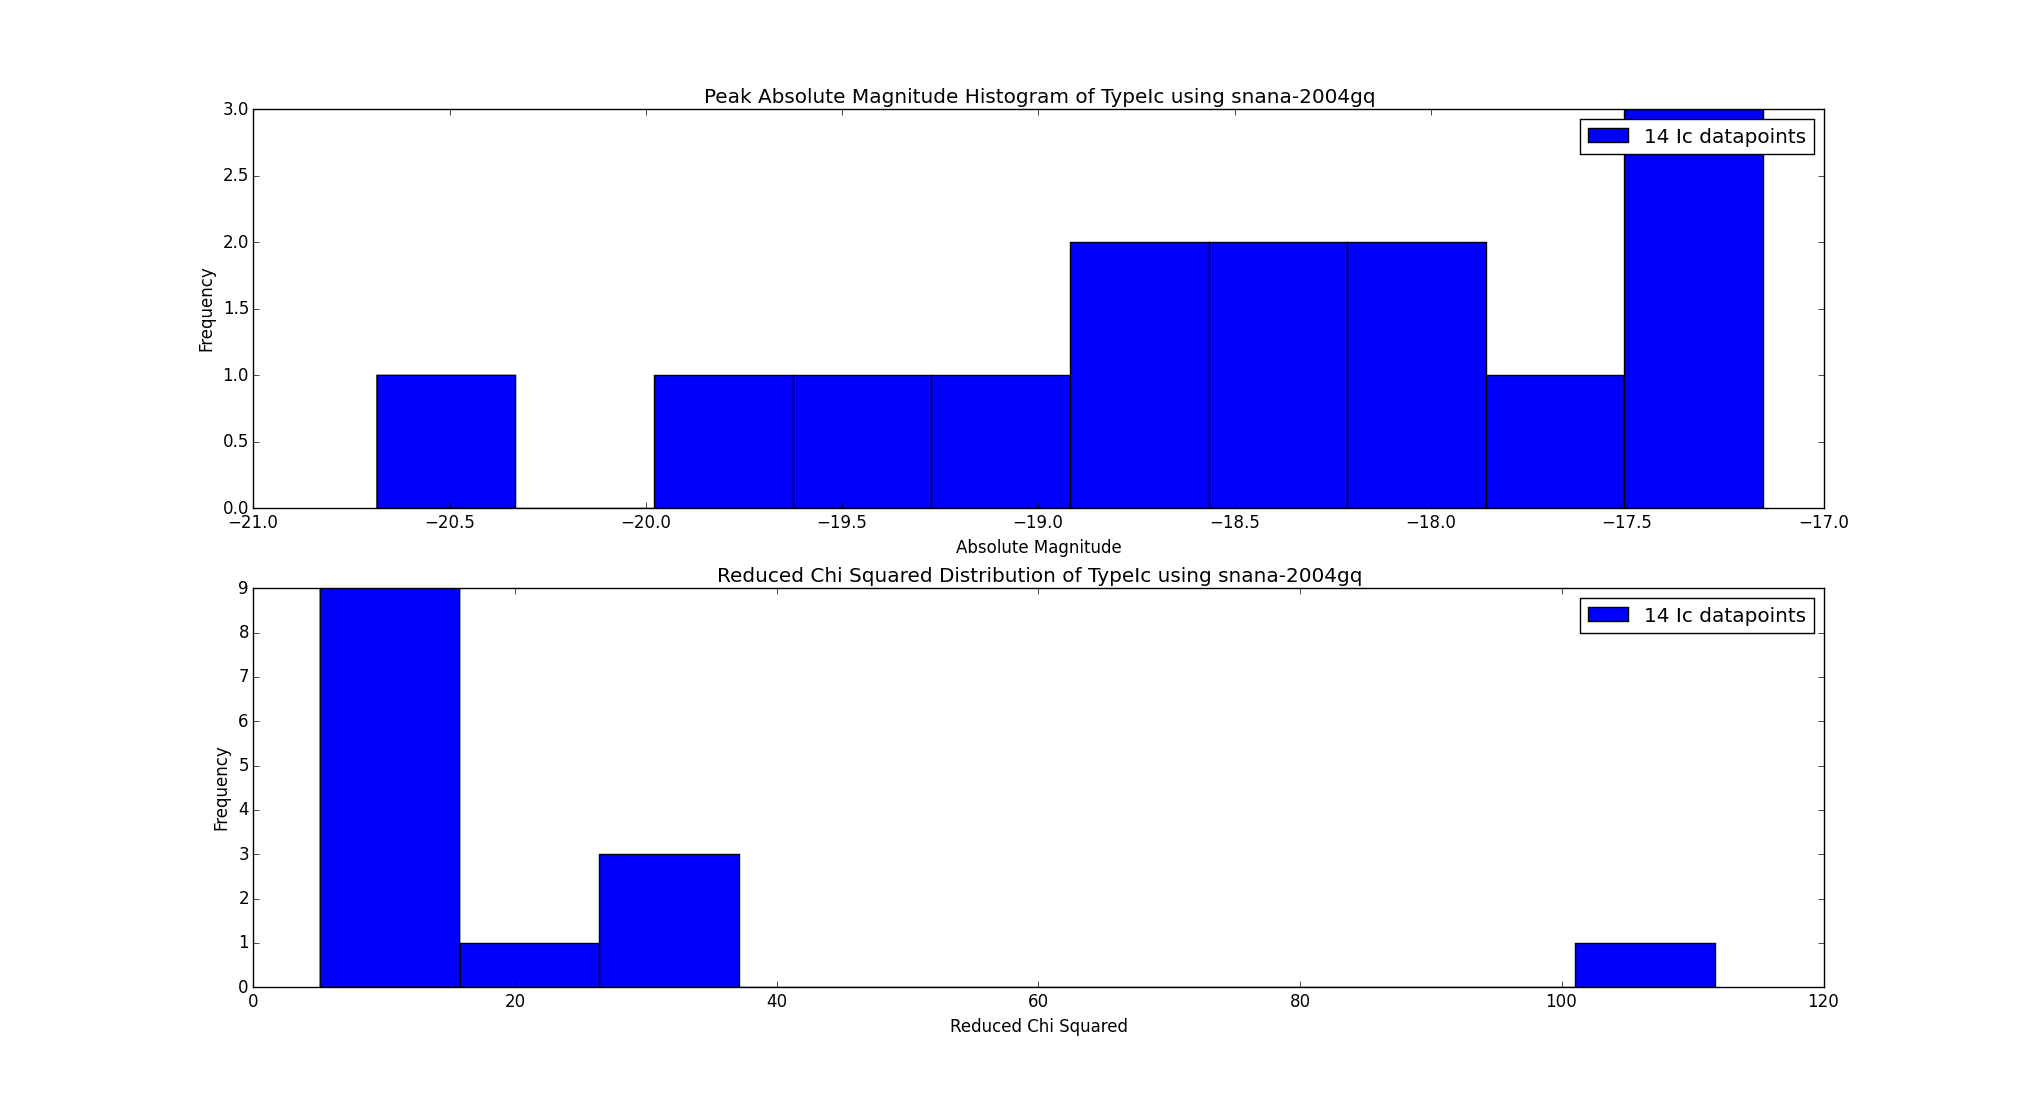 Peak Absolute Magnitude Histogram of TypeIc using snana-2004gq
3.0
2.5
2.0
1.5
1.0
0.5
0.0
Frequency
14 Ic datapoints
−21.0 −20.5 −20.0 −19.5 −19.0 −18.5 −18.0 −17.5 −17.0
Absolute Magnitude
Reduced Chi Squared Distribution of TypeIc using snana-2004gq
9
8
7
6
5
4
3
2
1
0
Frequency
14 Ic datapoints
0 20 40 60 80 100 120
Reduced Chi Squared